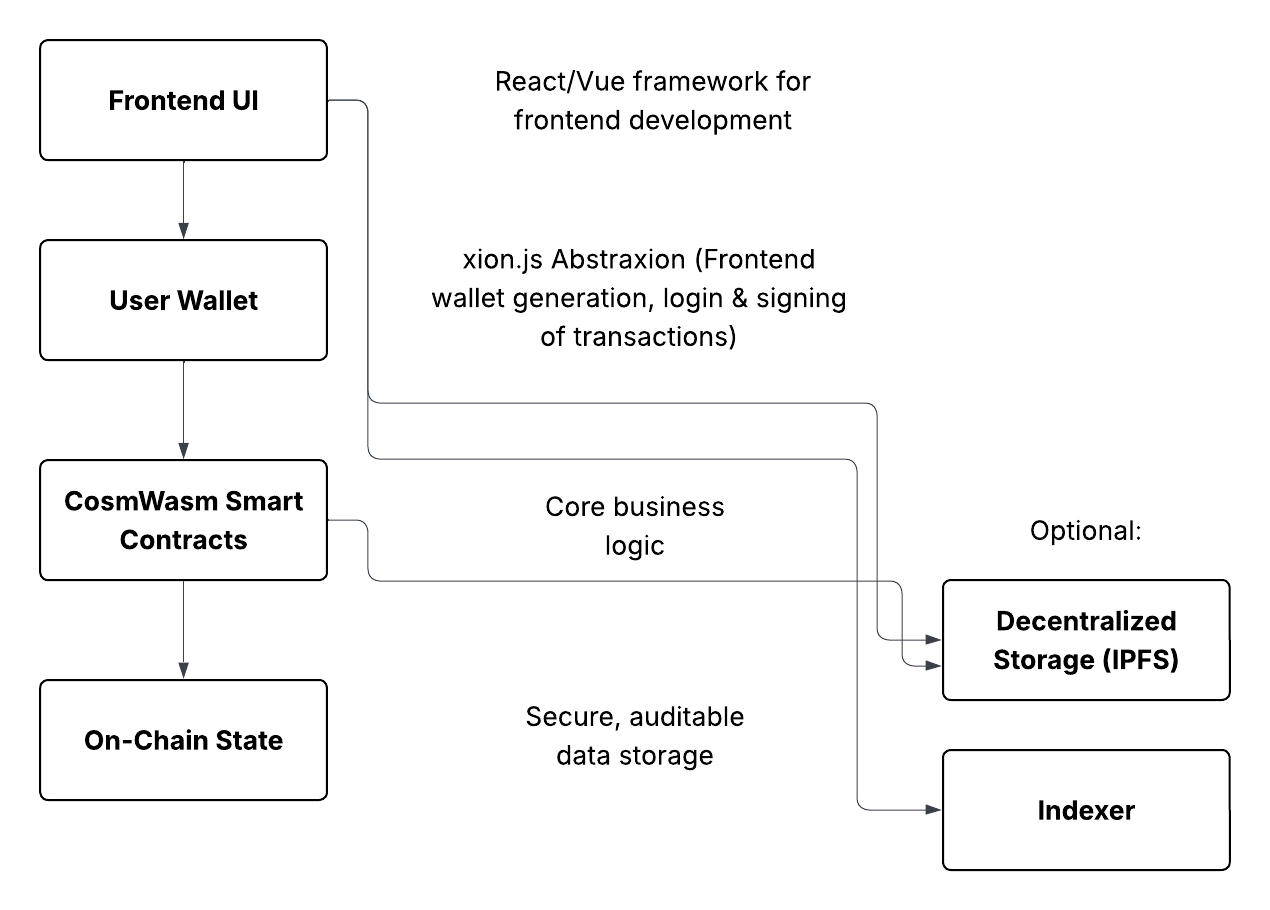 Frontend UI
React/Vue framework for
frontend development
User Wallet
xion.js Abstraxion (Frontend
wallet generation, login & signing
of transactions)
CosmWasm Smart
Contracts
Core business
logic
Optional:
Decentralized
Storage (IPFS)
On-Chain State
Secure, auditable
data storage
Indexer